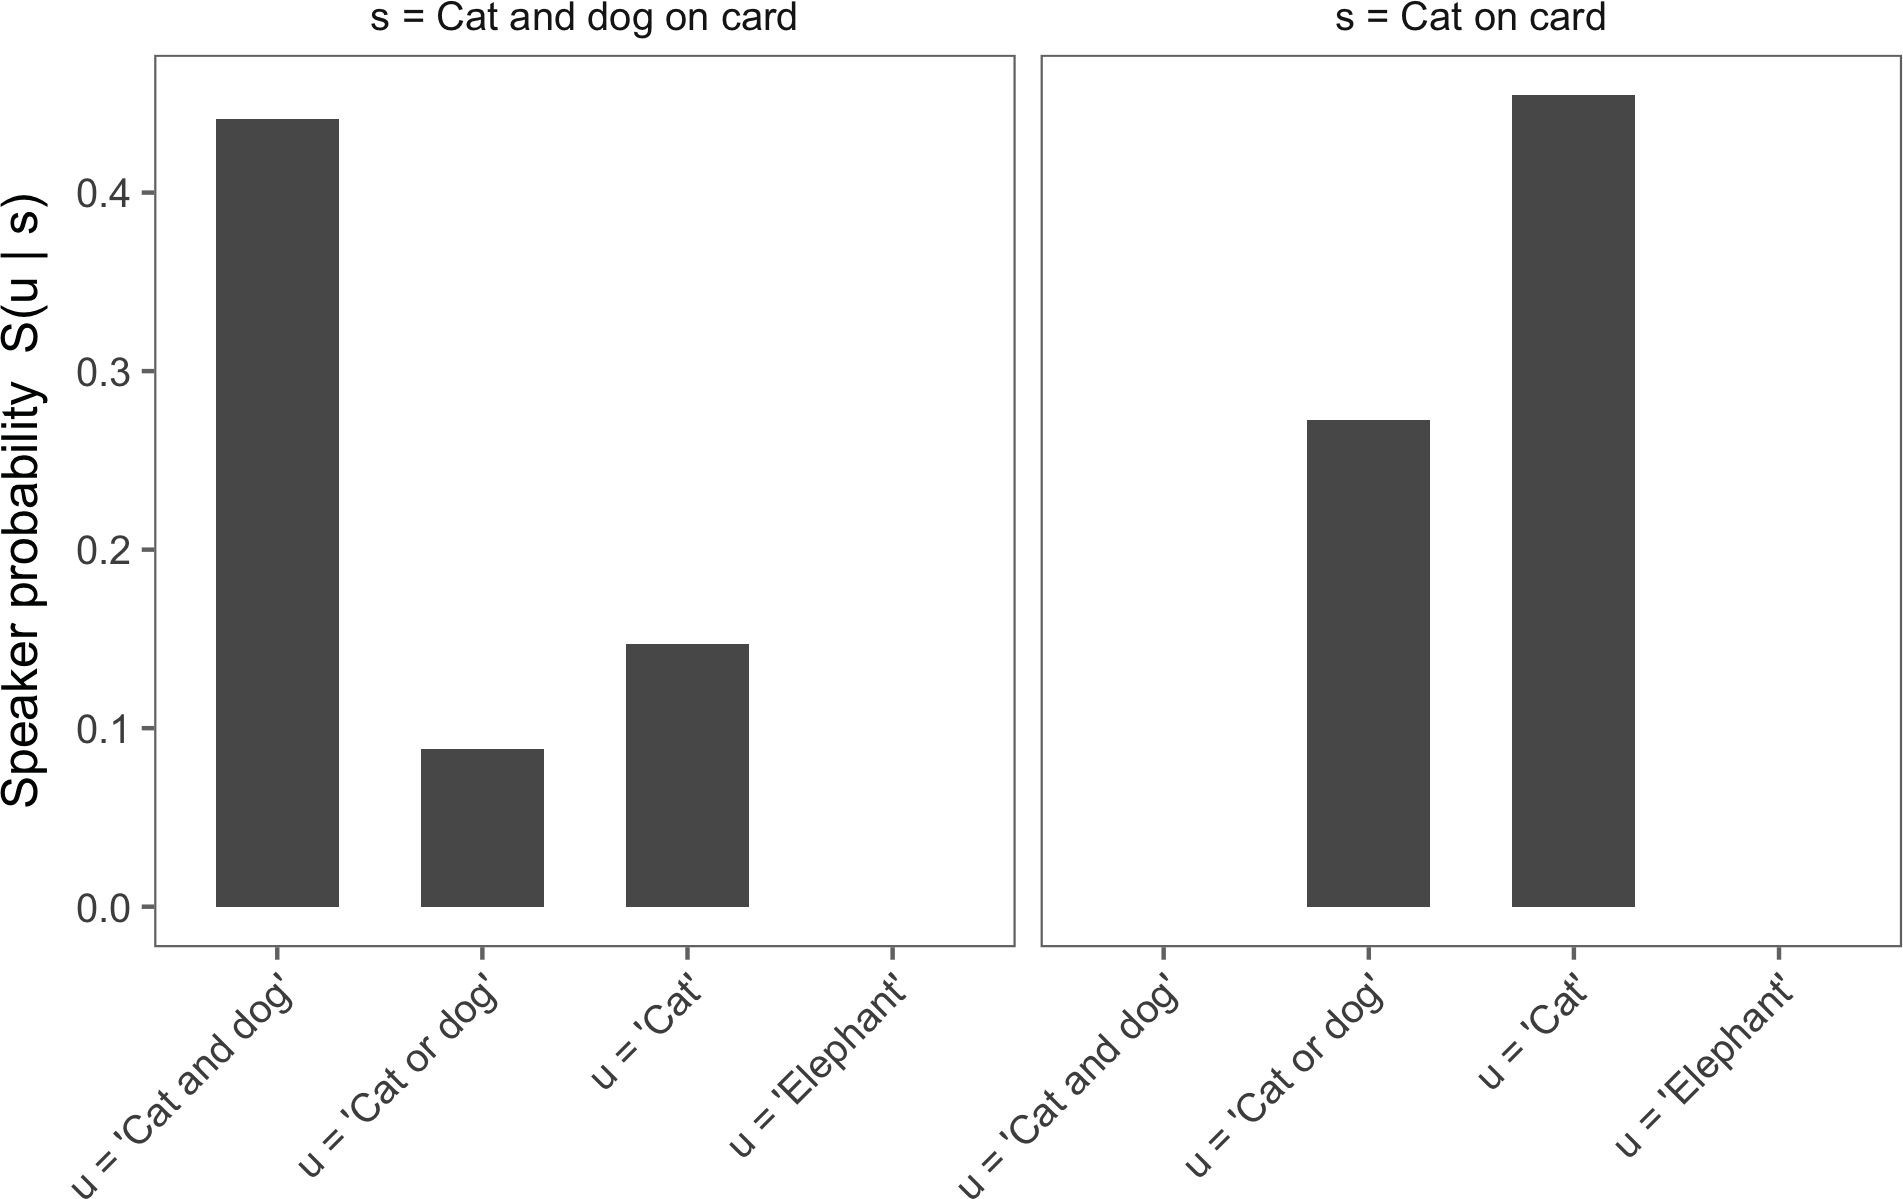 s = Cat and dog on card
s = Cat on card
Speaker probability  S(u | s)
0.4
0.3
0.2
0.1
0.0
u = 'Cat and dog'
u = 'Cat or dog'
u = 'Cat'
u = 'Elephant'
u = 'Cat and dog'
u = 'Cat or dog'
u = 'Cat'
u = 'Elephant'